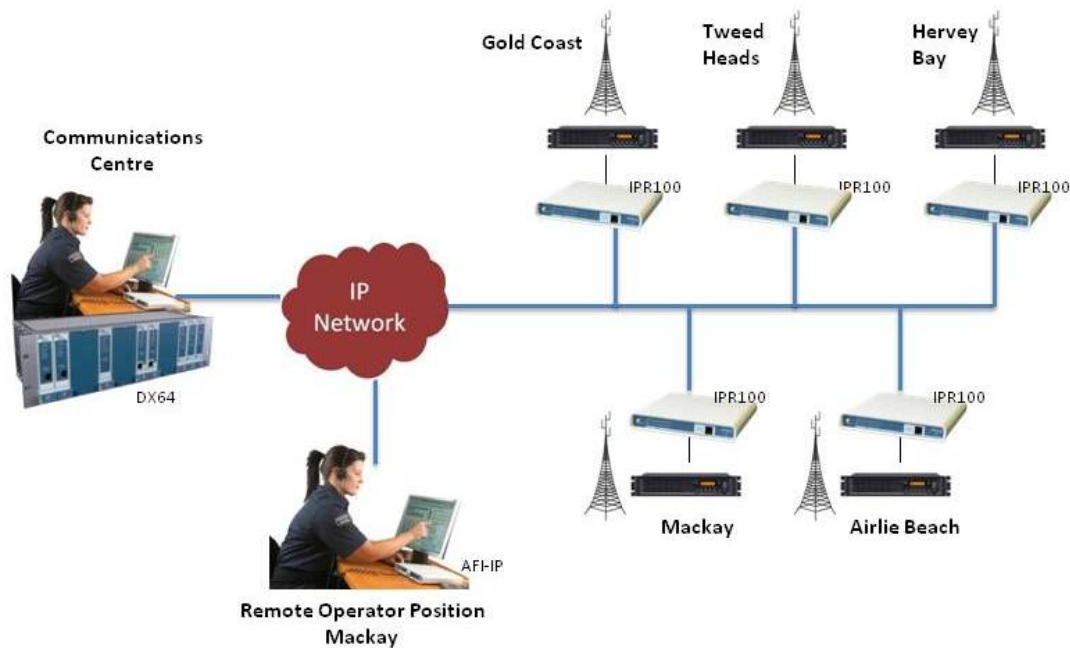 Gold Coast
Tweed
Heads
Hervey
Bay
Communications
Centre
IPR100
IPR100
IPR100
IP
Network
DX64
IPR100
IPR100
Mackay
Airlie Beach
AFI-IP
Remote Operator Position
Mackay